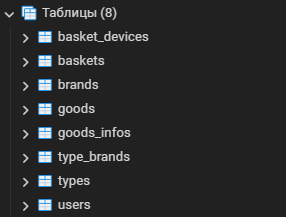 Таблицы (8)
basket_devices
baskets
brands
goods
goods_infos
type_brands
types
users